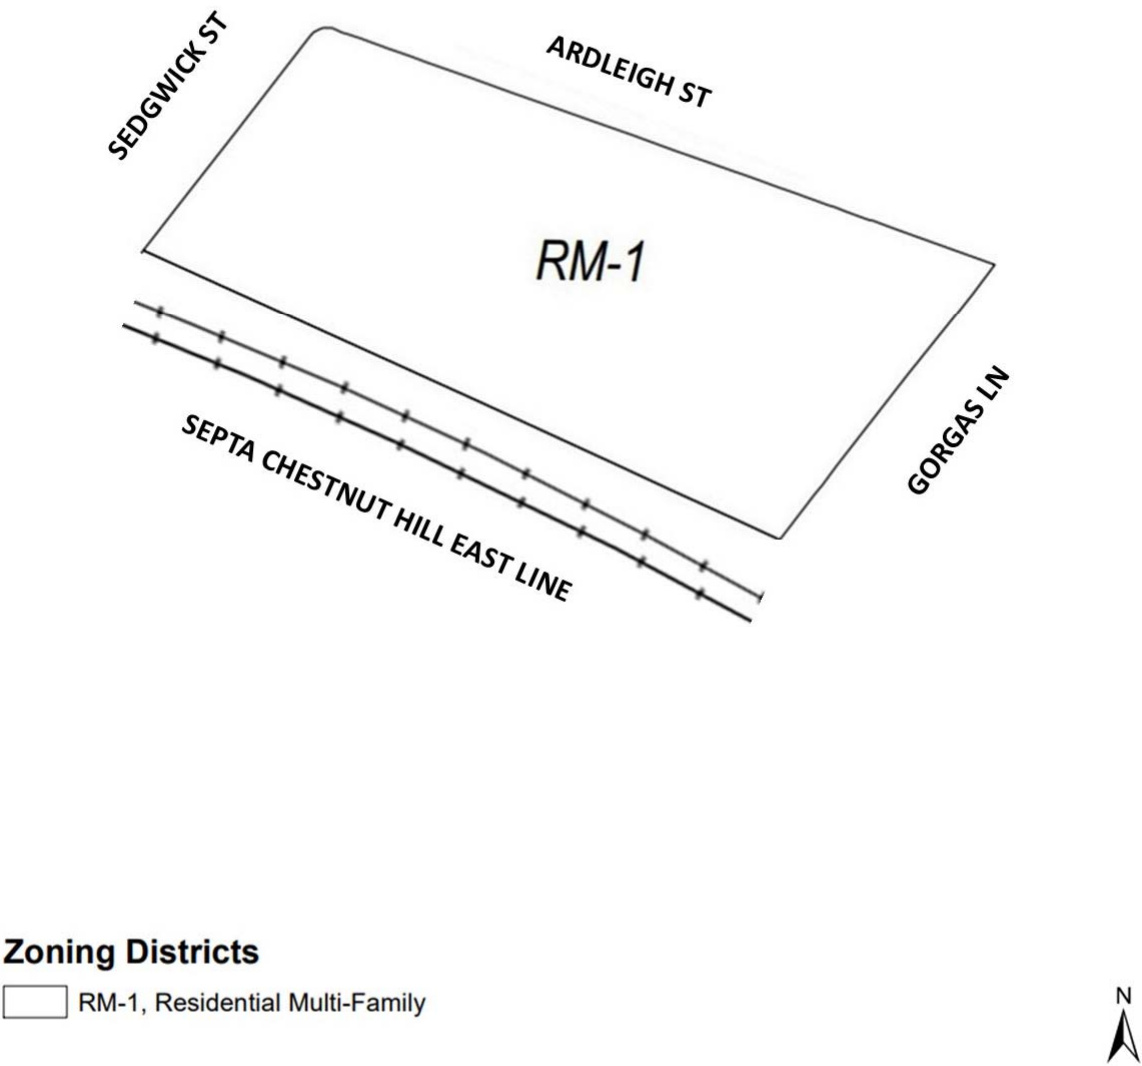 SEDGWICK ST
ARDLEIGH ST
RM-1
GORGAS LN
SEPTA CHESTNUT HILL EAST LINE
Zoning Districts
RM-1, Residential Multi-Family
N